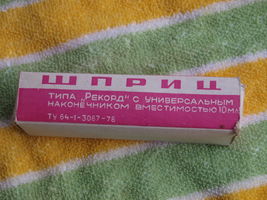 ШПРИЦ
ТИПА „РЕКОРД" С УНИВЕРСАЛЬНЫМ
НАКОНЕЧНИКОМ ВМЕСТИМОСТЬЮ 10 МЛ
ТУ 64-1-3067-76